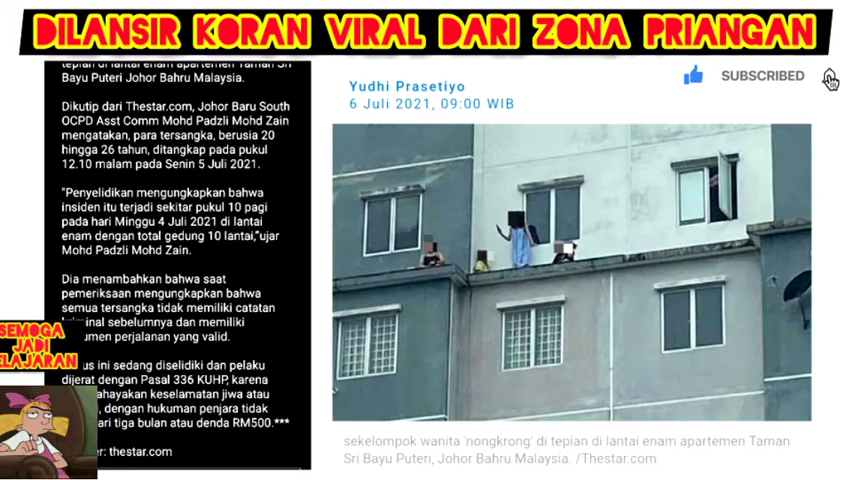 DILANSIR KORAN VIRAL DARI ZONA PRIANGAN
tepian di lantai enam apartemen Taman Sri
Bayu Puteri Johor Bahru Malaysia.
Dikutip dari Thestar.com, Johor Baru South
OCPD Asst Comm Mohd Padzli Mohd Zain
mengatakan, para tersangka, berusia 20
hingga 26 tahun, ditangkap pada pukul
12.10 malam pada Senin 5 Juli 2021.
"Penyelidikan mengungkapkan bahwa
insiden itu terjadi sekitar pukul 10 pagi
pada hari Minggu 4 Juli 2021 di lantai
enam dengan total gedung 10 lantai,"ujar
Mohd Padzli Mohd Zain.
Dia menambahkan bahwa saat
pemeriksaan mengungkapkan bahwa
semua tersangka tidak memiliki catatan
sebelumnya dan memiliki
perjalanan yang valid.
ini sedang diselidiki dan pelaku
dijerat dengan Pasal 336 KUHP, karena
keselamatan jiwa atau
dengan hukuman penjara tidak
tiga bulan atau denda RM500.***
thestar.com
SEMOGA
JADI
Yudhi Prasetiyo
6 Juli 2021, 09:00 WIB
SUBSCRIBED
sekelompok wanita 'nongkrong' di tepian di lantai enam apartemen Taman
Sri Bayu Puteri, Johor Bahru Malaysia. /Thestar.com